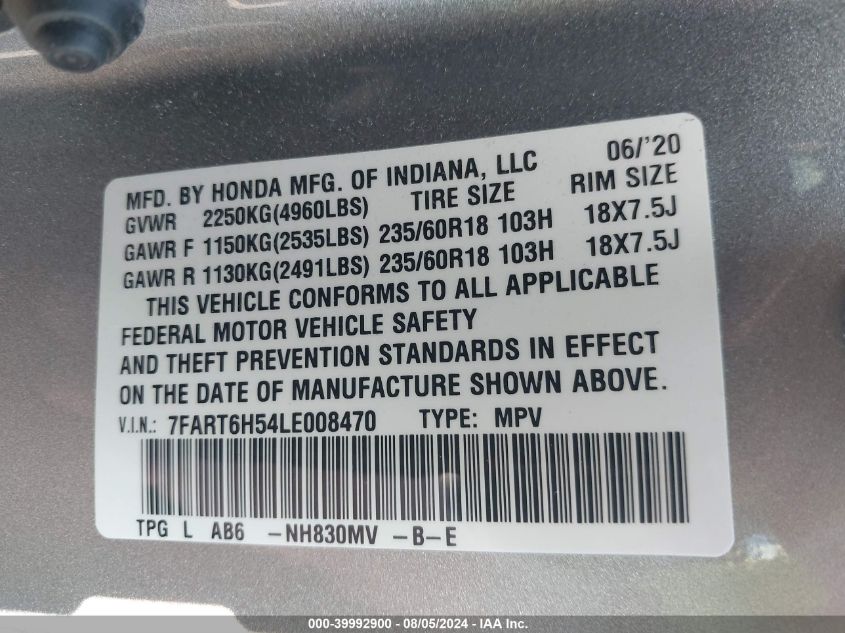 06/'20
MFD. BY HONDA MFG. OF INDIANA, LLC
GVWR 2250KG(4960LBS) TIRE SIZE RIM SIZE
GAWR F 1150KG(2535LBS) 235/60R18 103H 18X7.5J
GAWR R 1130KG(2491LBS) 235/60R18 103H 18X7.5J
THIS VEHICLE CONFORMS TO ALL APPLICABLE
FEDERAL MOTOR VEHICLE SAFETY
AND THEFT PREVENTION STANDARDS IN EFFECT
ON THE DATE OF MANUFACTURE SHOWN ABOVE.
V.I.N.: 7FART6H54LE008470 TYPE: MPV
TPG L AB6 -NH830MV -B-E
000-39992900 - 08/05/2024 - IAA Inc.